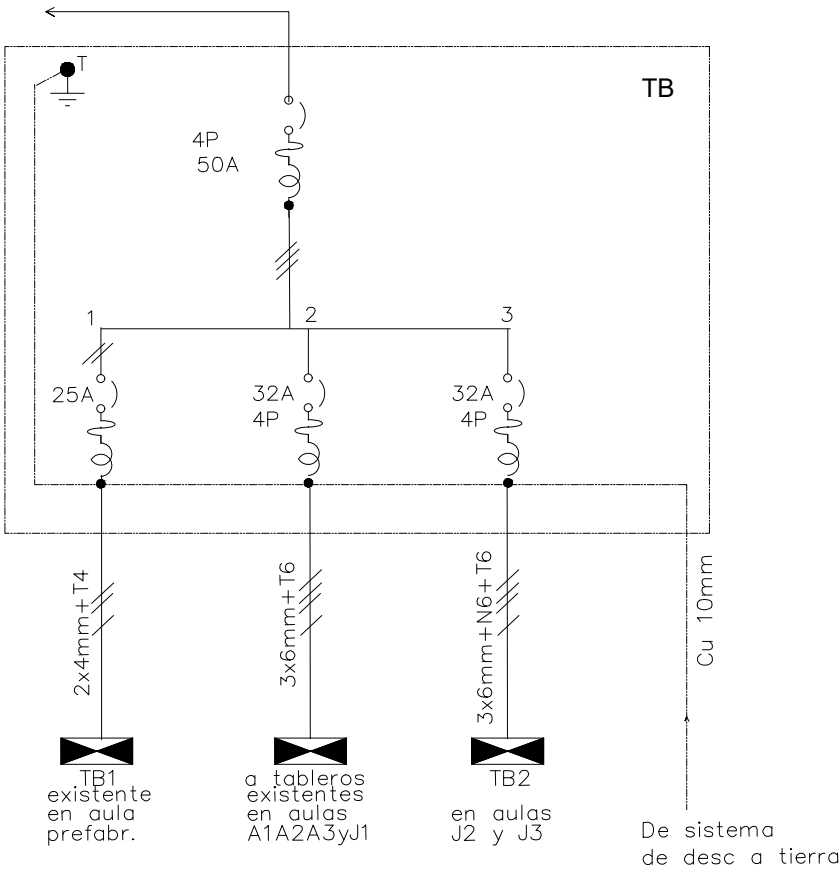 T
TB
4P
50A
1
2
3
25A
32A
4P
32A
4P
2x4mm+T4
3x6mm+T6
3x6mm+N6+T6
Cu 10mm
TB1
existente
en aula
prefabr.
a tableros
existentes
en aulas
A1A2A3yJ1
TB2
en aulas
J2 y J3
De sistema
de desc a tierra